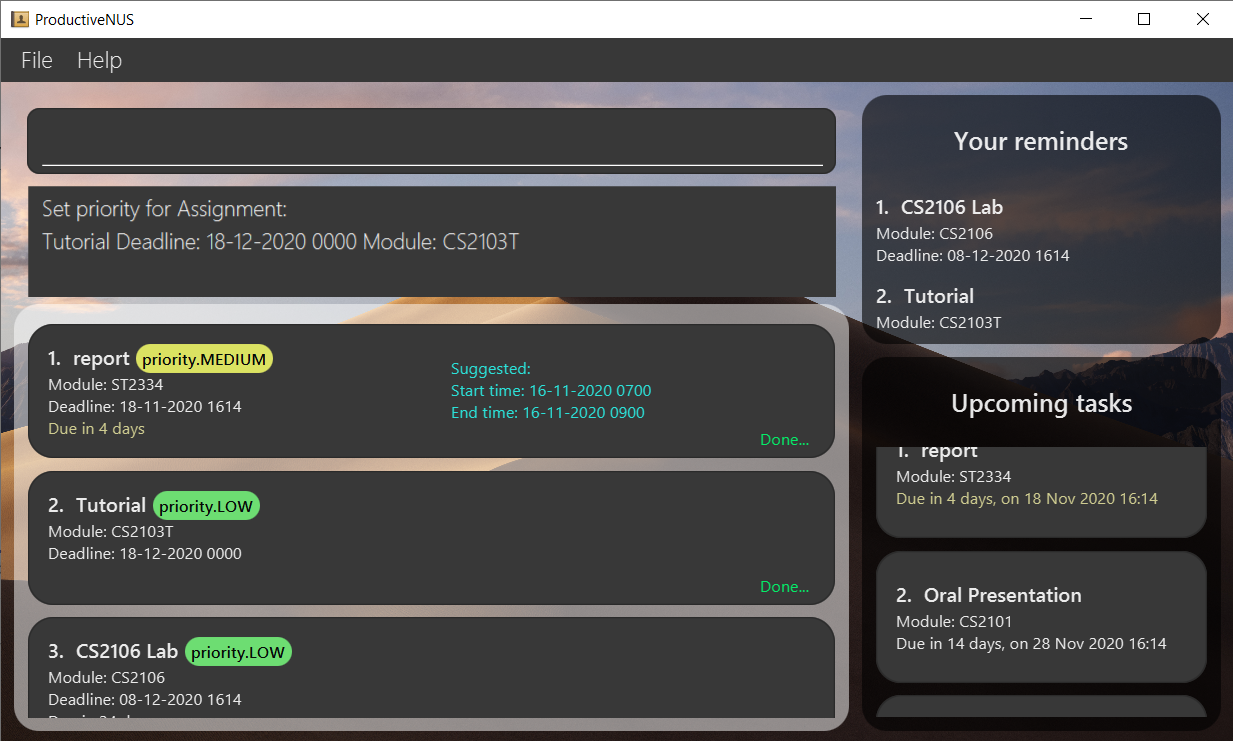 ProductiveNUS
File Help
Set priority for Assignment:
Tutorial Deadline: 18-12-2020 0000 Module: CS2103T
1. report priority.MEDIUM
Module: ST2334
Deadline: 18-11-2020 1614
Due in 4 days
Suggested:
Start time: 16-11-2020 0700
End time: 16-11-2020 0900
Done...
2. Tutorial priority.LOW
Module: CS2103T
Deadline: 18-12-2020 0000
Done...
3. CS2106 Lab priority.LOW
Module: CS2106
Deadline: 08-12-2020 1614
Your reminders
1. CS2106 Lab
Module: CS2106
Deadline: 08-12-2020 1614
2. Tutorial
Module: CS2103T
Upcoming tasks
1. report
Module: ST2334
Due in 4 days, on 18 Nov 2020 16:14
2. Oral Presentation
Module: CS2101
Due in 14 days, on 28 Nov 2020 16:14